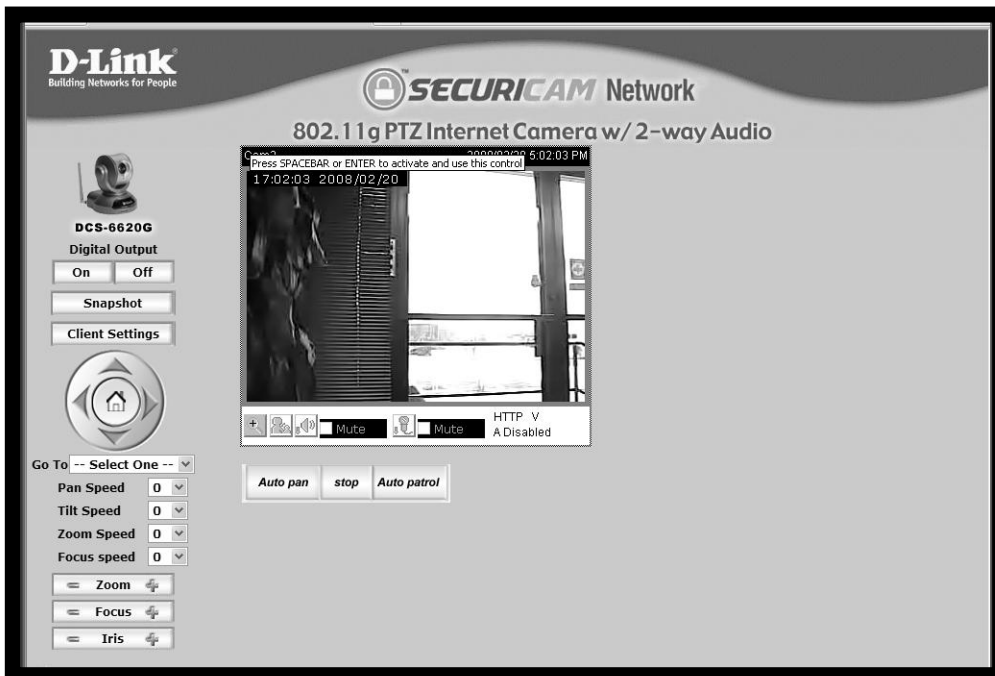 D-Link®
Building Networks for People
SECURICAM™ Network
802.11g PTZ Internet Camera w/ 2-way Audio
5:02:03 PM
Press SPACEBAR or ENTER to activate and use this control
17:02:03 2008/02/20
DCS-6620G
Digital Output
On Off
Snapshot
Client Settings
Mute Mute HTTP V
A Disabled
Go To -- Select One --
Pan Speed 0
Tilt Speed 0
Zoom Speed 0
Focus speed 0
Auto pan stop Auto patrol
Zoom
Focus
Iris